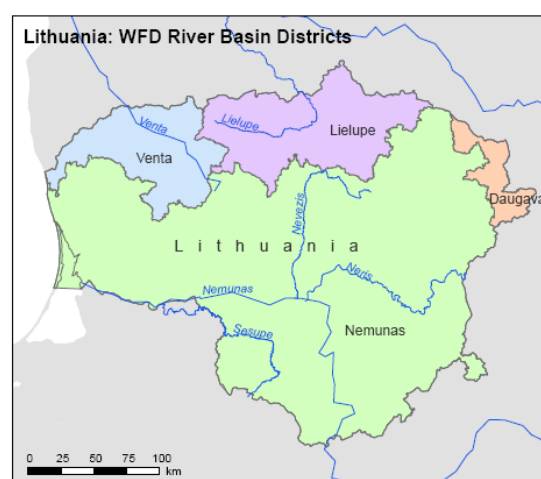 Lithuania: WFD River Basin Districts
Venta
Lielupe
Lielupe
Venta
Daugava
Nevezis
Lithuania
Neris
Nemunas
Nemunas
Sesupe
0 25 50 75 100
km